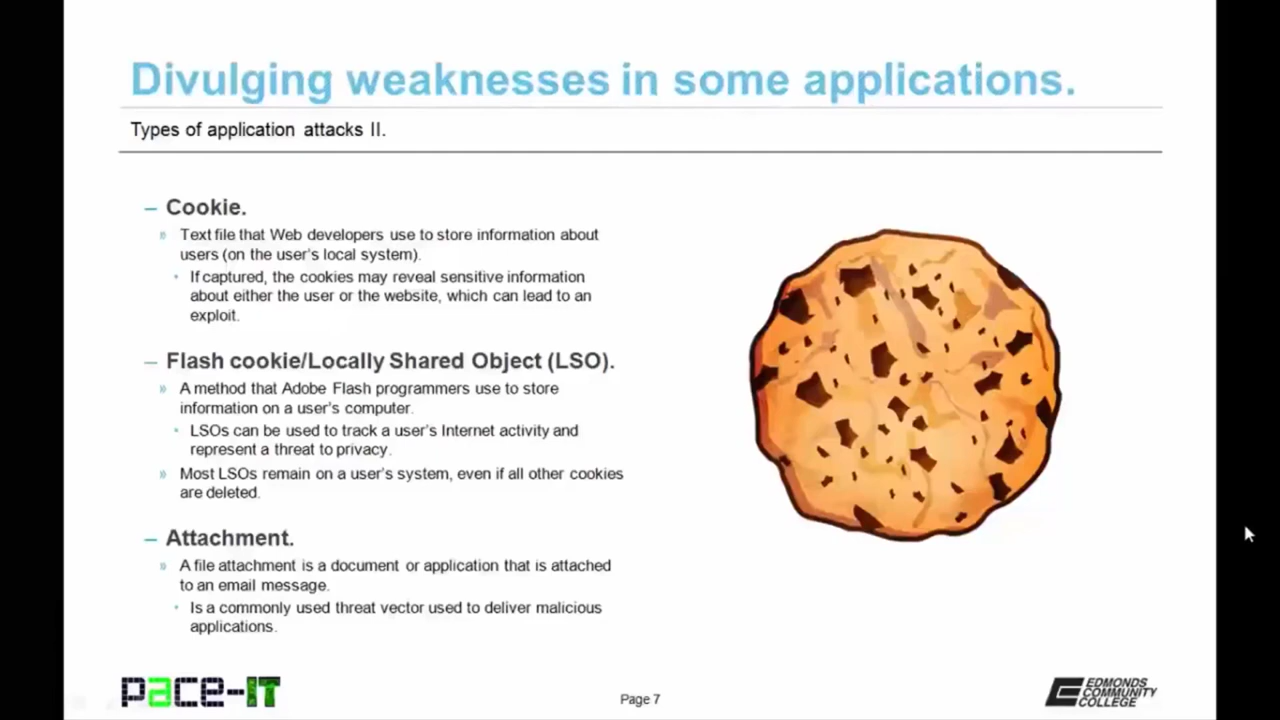 Divulging weaknesses in some applications.
Types of application attacks II.
– Cookie.
» Text file that Web developers use to store information about
users (on the user's local system).
• If captured, the cookies may reveal sensitive information
about either the user or the website, which can lead to an
exploit.
– Flash cookie/Locally Shared Object (LSO).
» A method that Adobe Flash programmers use to store
information on a user's computer.
• LSOs can be used to track a user's Internet activity and
represent a threat to privacy.
» Most LSOs remain on a user's system, even if all other cookies
are deleted.
– Attachment.
» A file attachment is a document or application that is attached
to an email message.
• Is a commonly used threat vector used to deliver malicious
applications.
pace-IT
Page 7
EDMONDS
COMMUNITY
COLLEGE